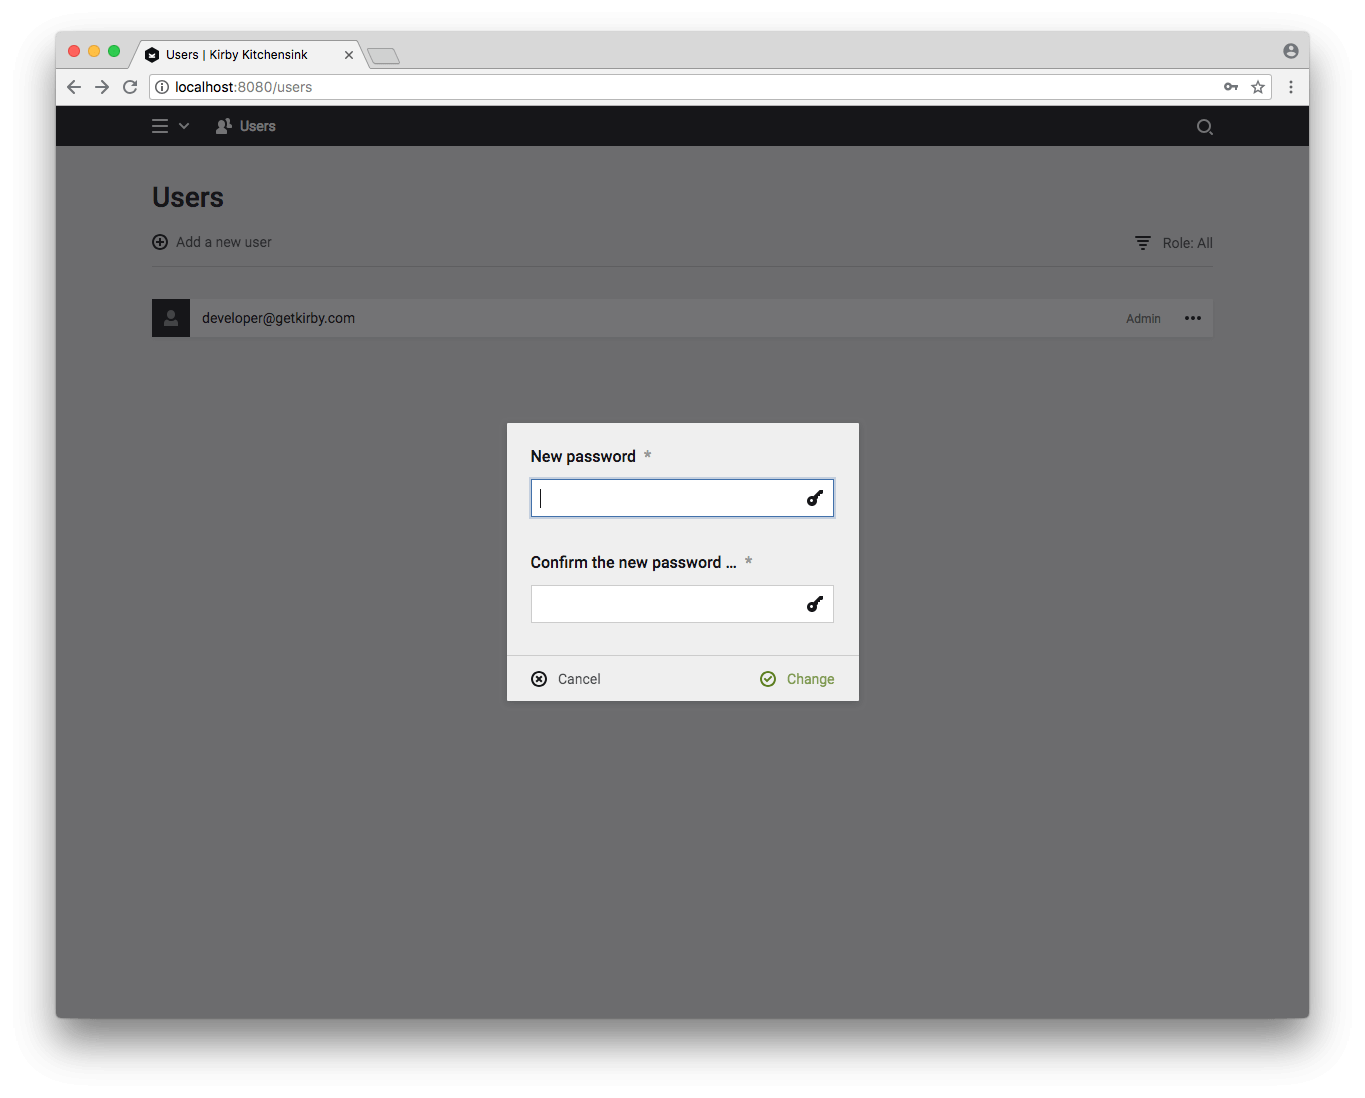 Users | Kirby Kitchensink
localhost:8080/users
Users
Users
Add a new user
Role: All
developer@getkirby.com
Admin
New password *
Confirm the new password ... *
Cancel
Change